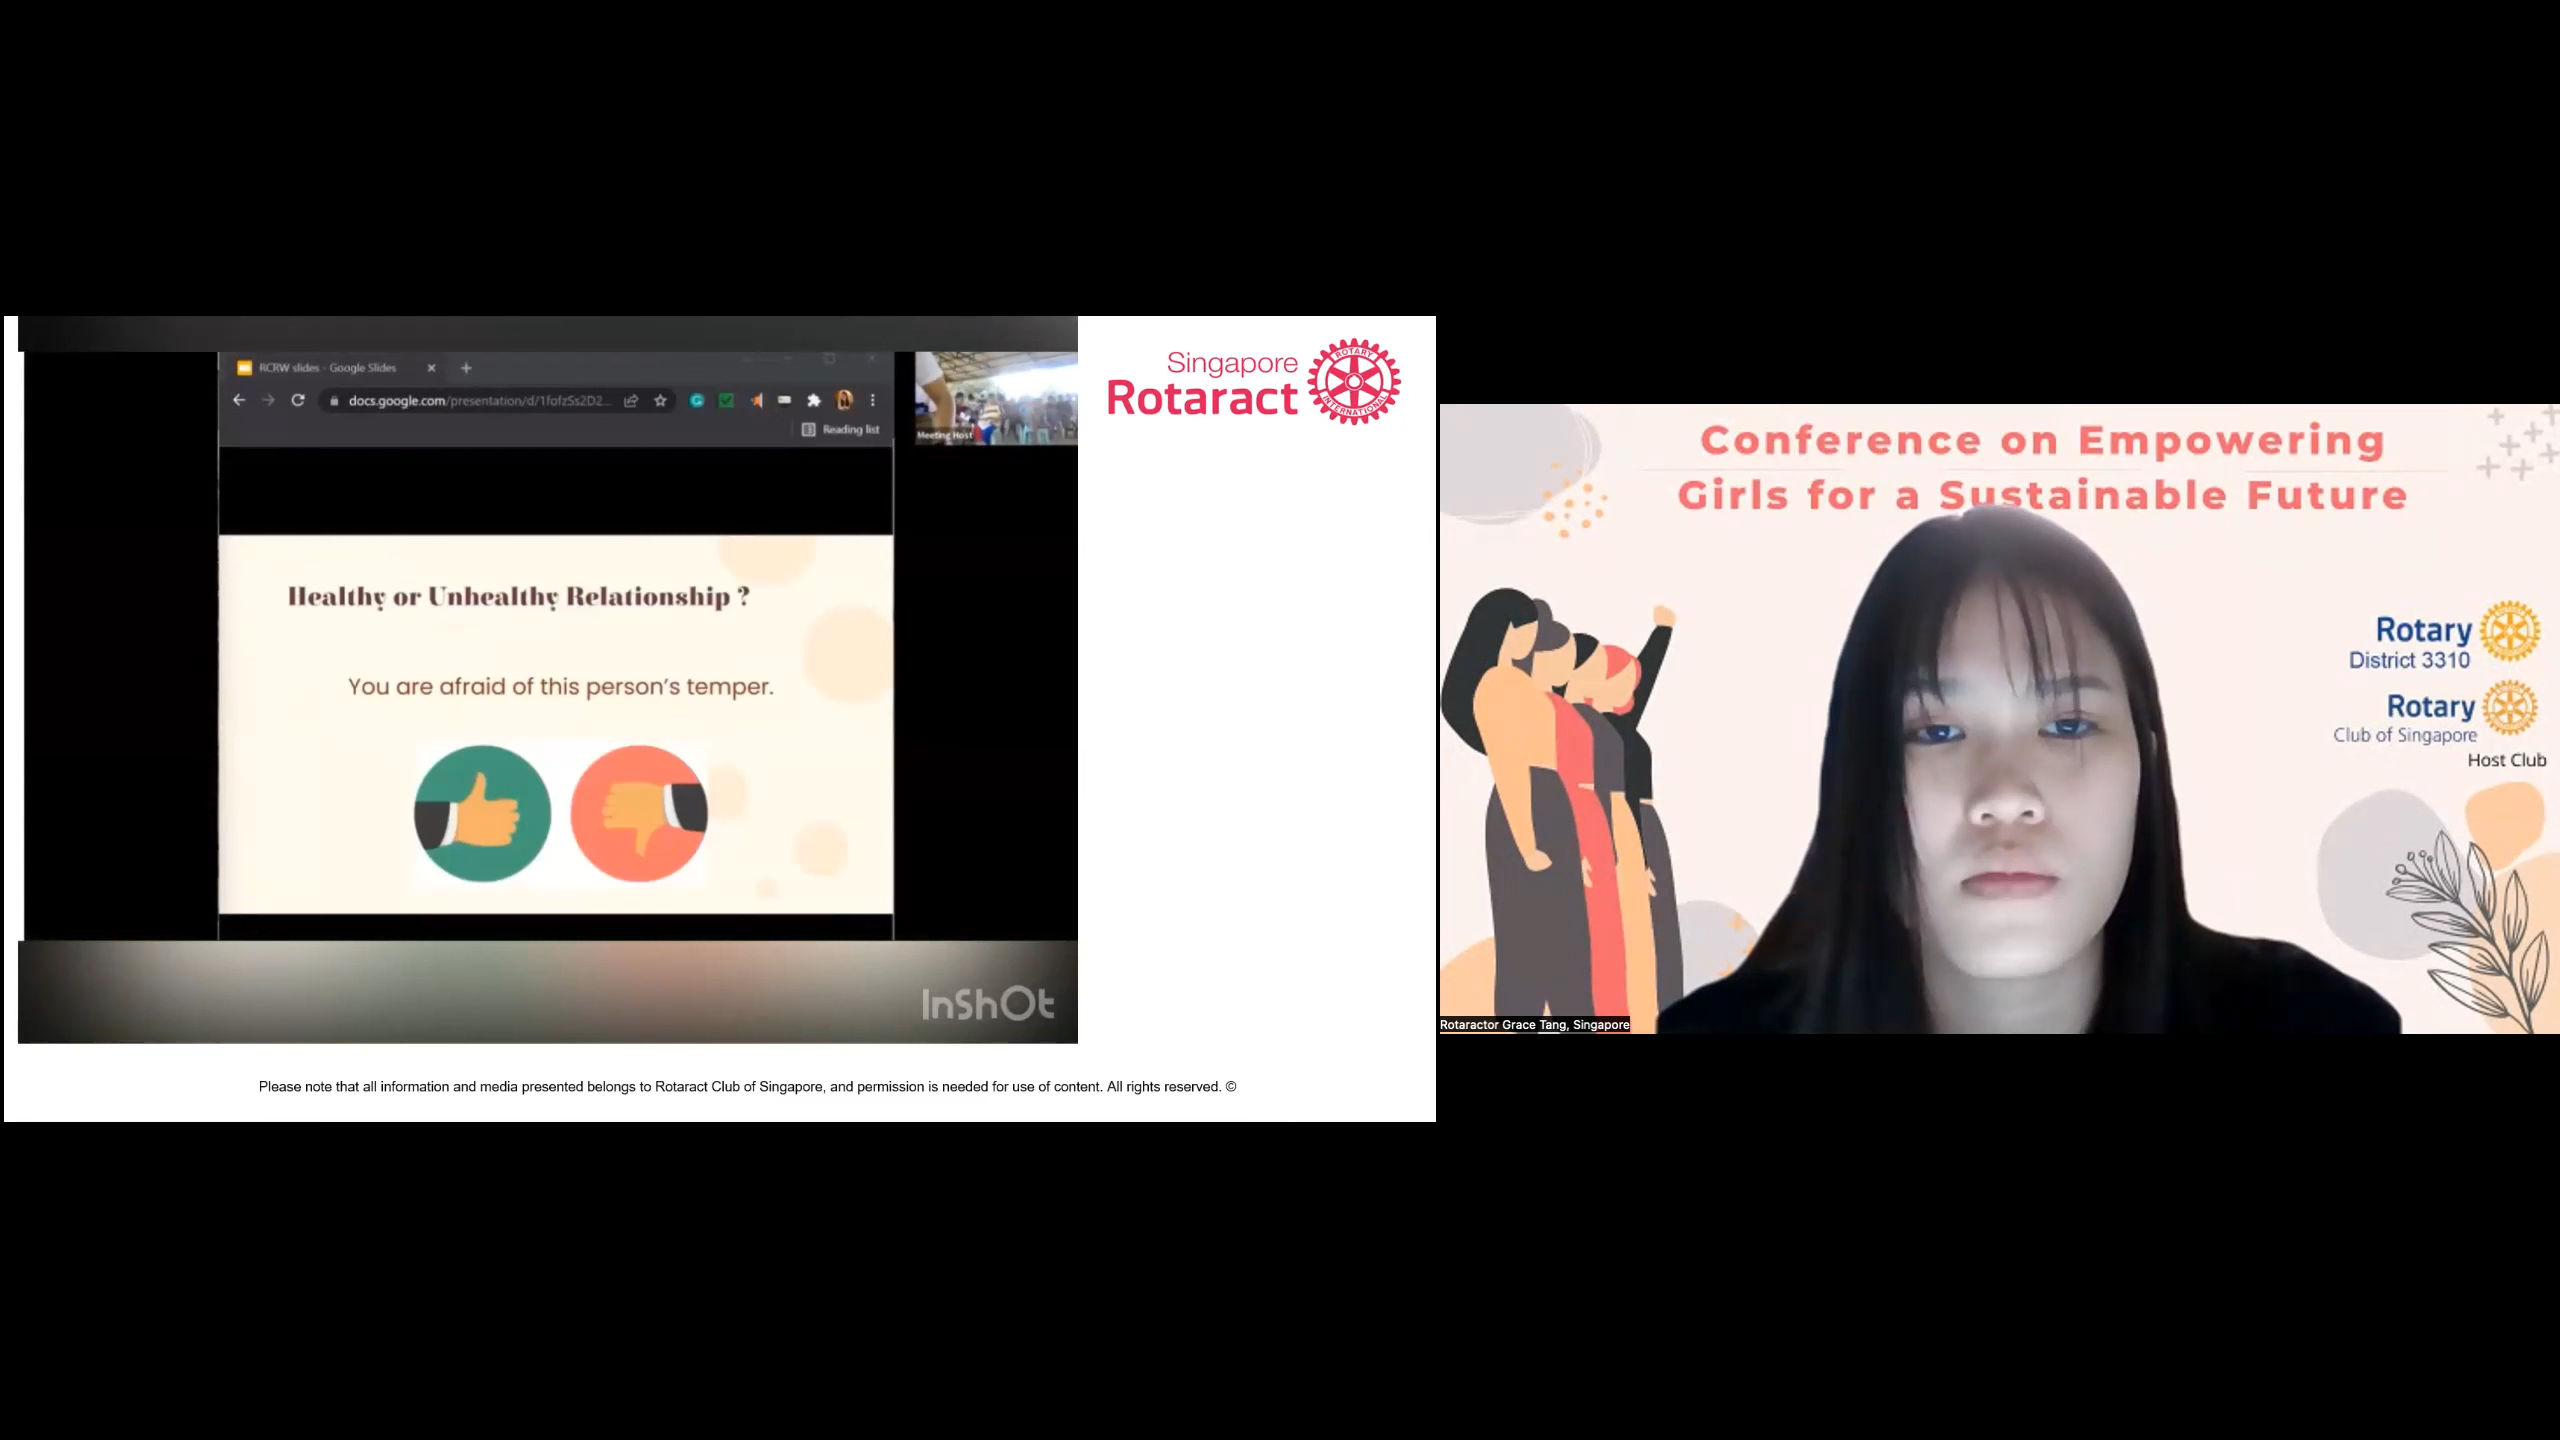 RCRW slides - Google Slides
docs.google.com/presentation/d/1fofzSs2D2...
Reading list
Meeting Host
Healthy or Unhealthy Relationship ?
You are afraid of this person's temper.
InShOt
Singapore
Rotaract
ROTARY
INTERNATIONAL
Please note that all information and media presented belongs to Rotaract Club of Singapore, and permission is needed for use of content. All rights reserved. ©
Conference on Empowering
Girls for a Sustainable Future
Rotary
District 3310
Rotary
Club of Singapore
Host Club
Rotaractor Grace Tang, Singapore